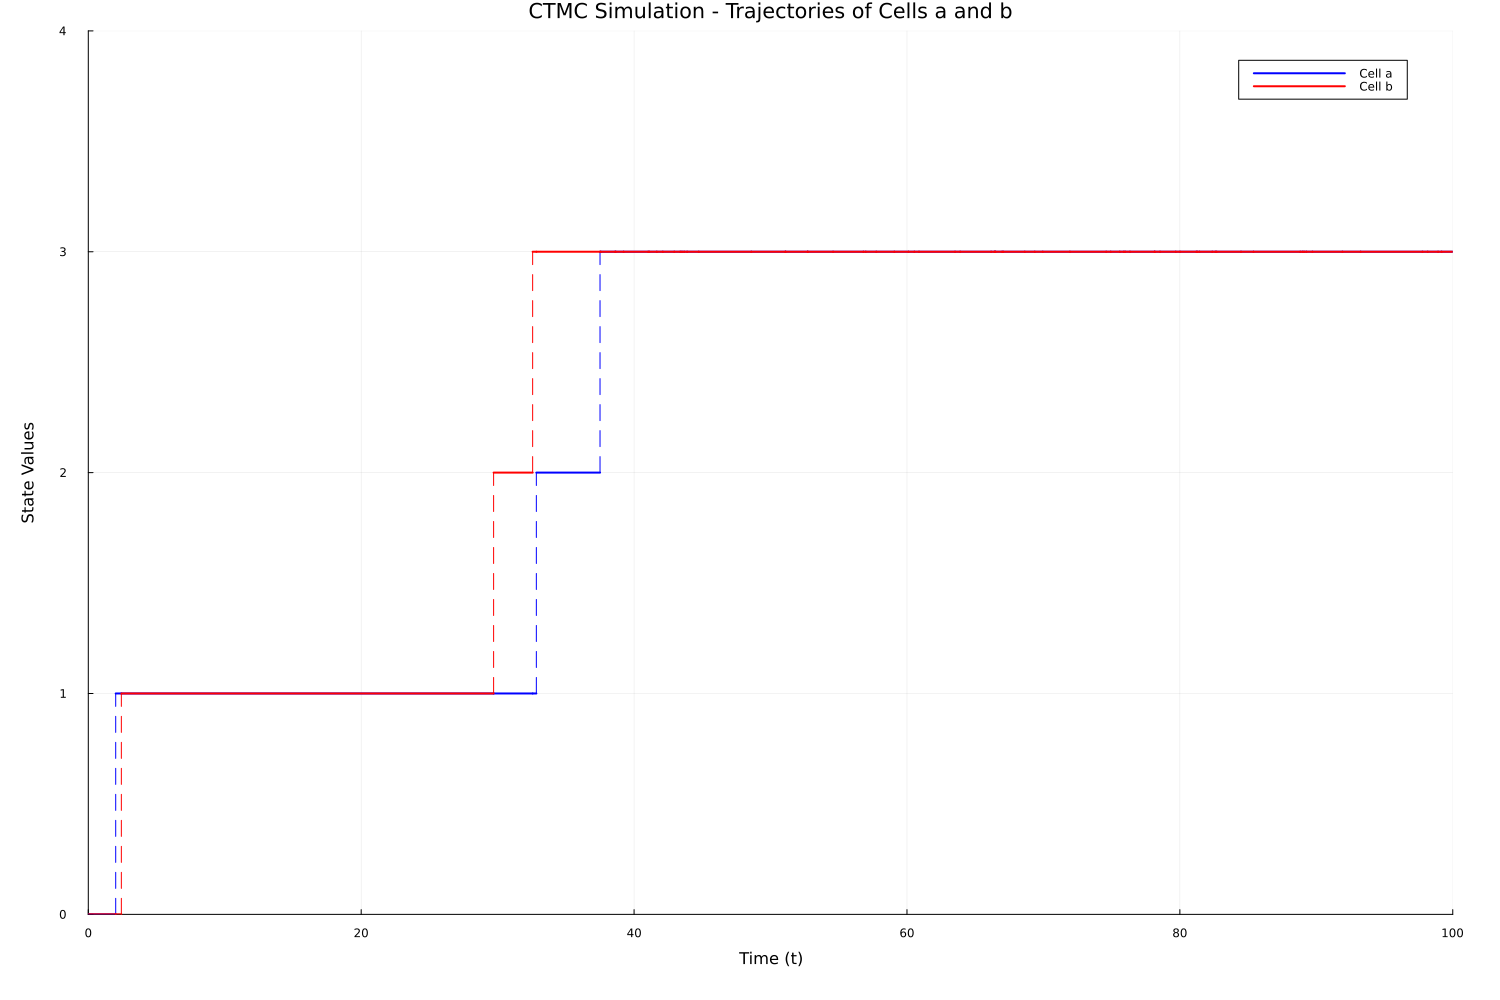 CTMC Simulation - Trajectories of Cells a and b
Cell a
Cell b
4
3
2
1
0
State Values
0 20 40 60 80 100
Time (t)